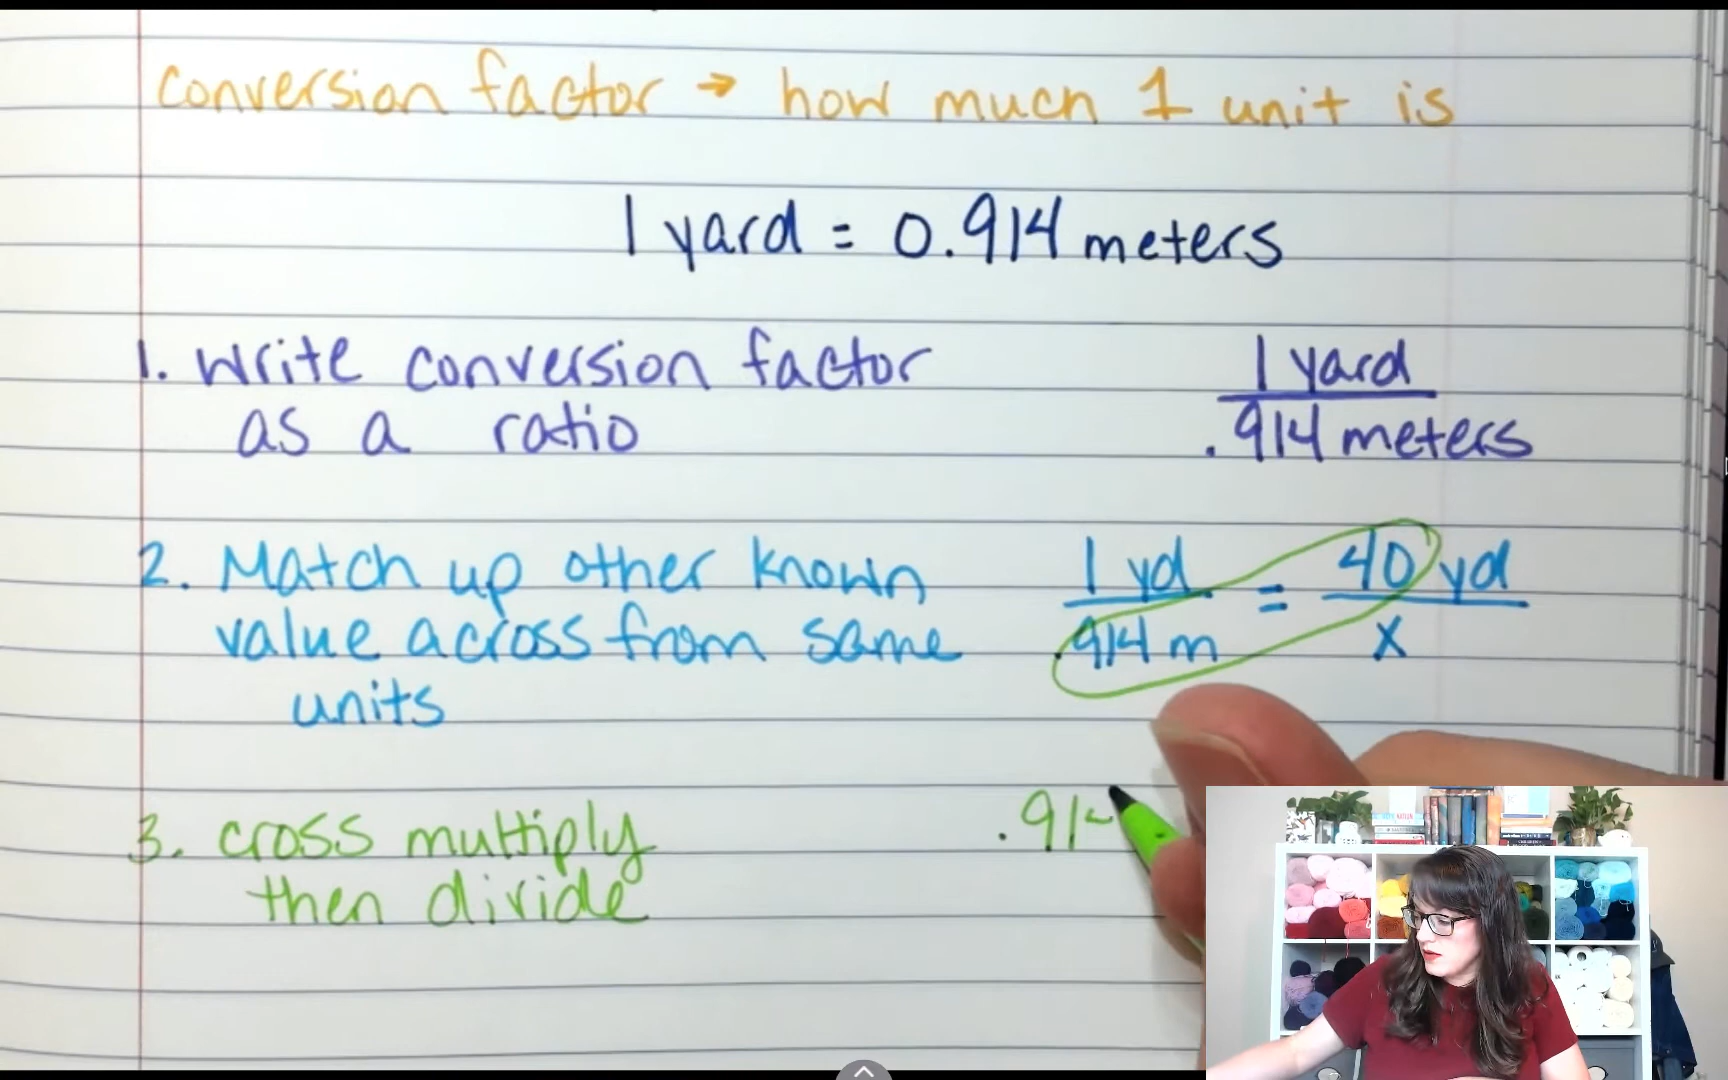 conversion factor → how much 1 unit is
1 yard = 0.914 meters
1. Write conversion factor
as a ratio
1 yard
.914 meters
2. Match up other known
value across from same
units
1 yd = 40 yd
.914 m x
3. cross multiply
then divide
.914